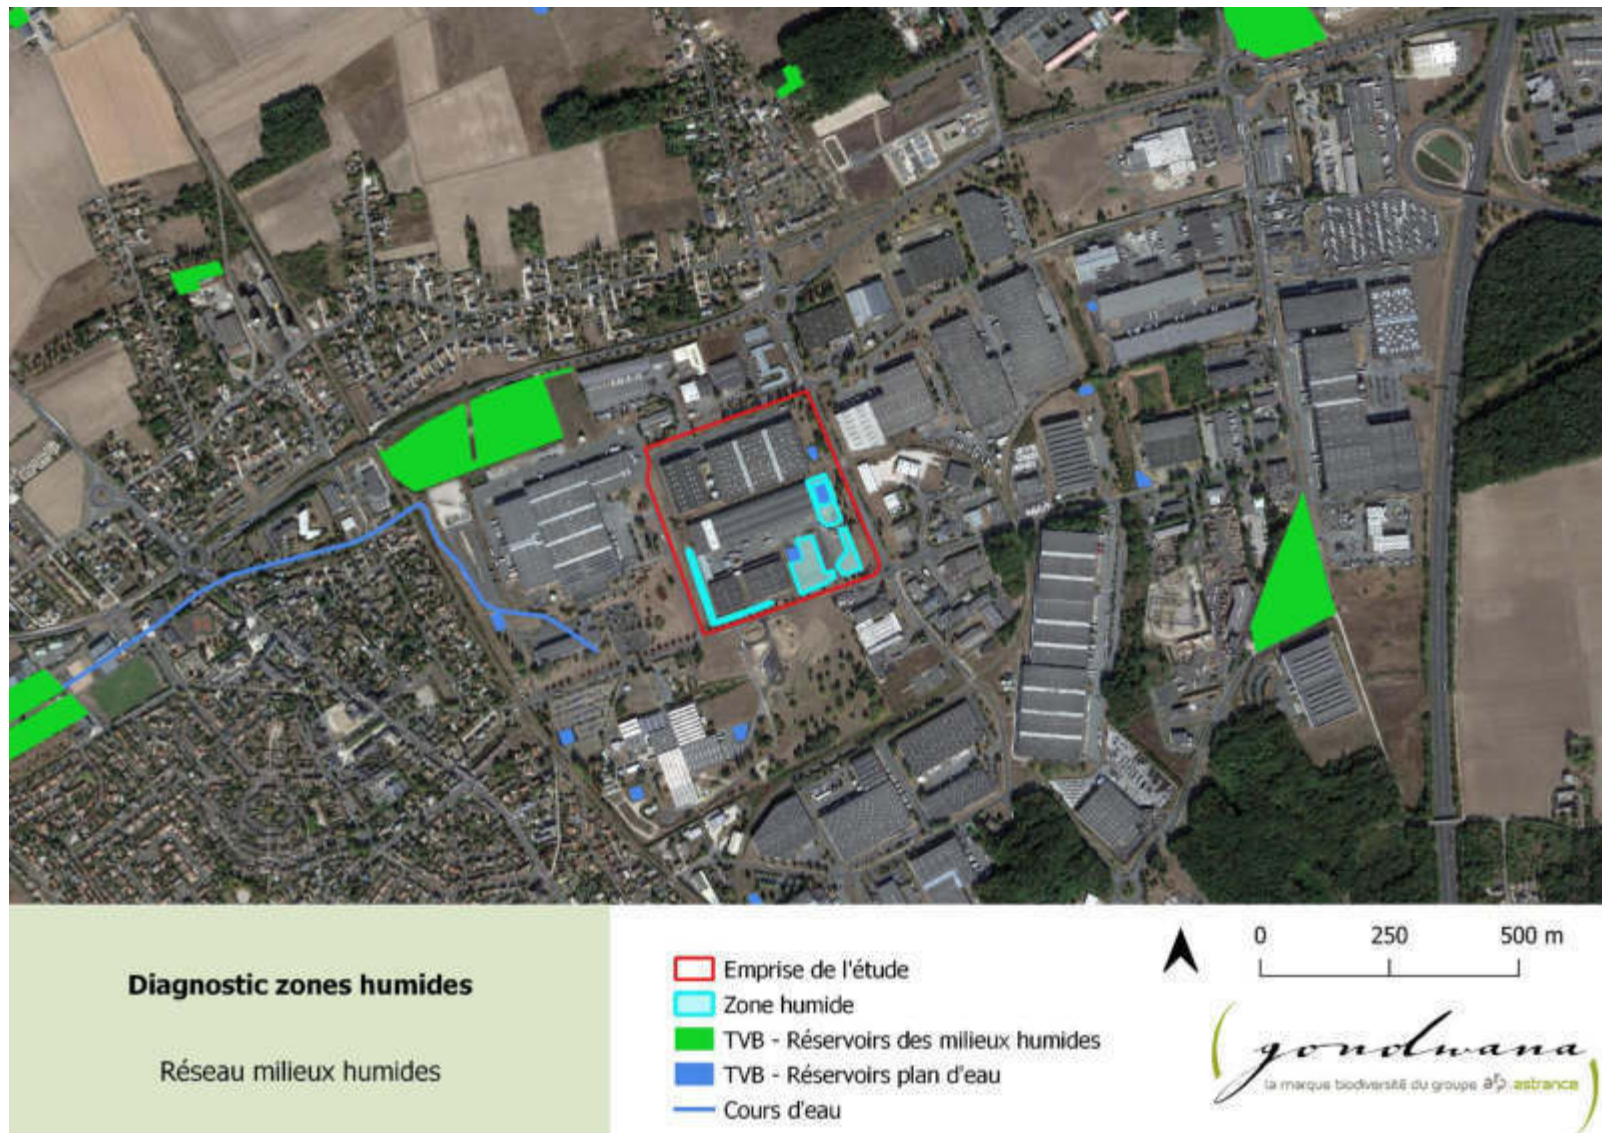 Diagnostic zones humides
Réseau milieux humides
Emprise de l'étude
Zone humide
TVB - Réservoirs des milieux humides
TVB - Réservoirs plan d'eau
Cours d'eau
0 250 500 m
gondwana
la marque biodiversité du groupe arp. astrance